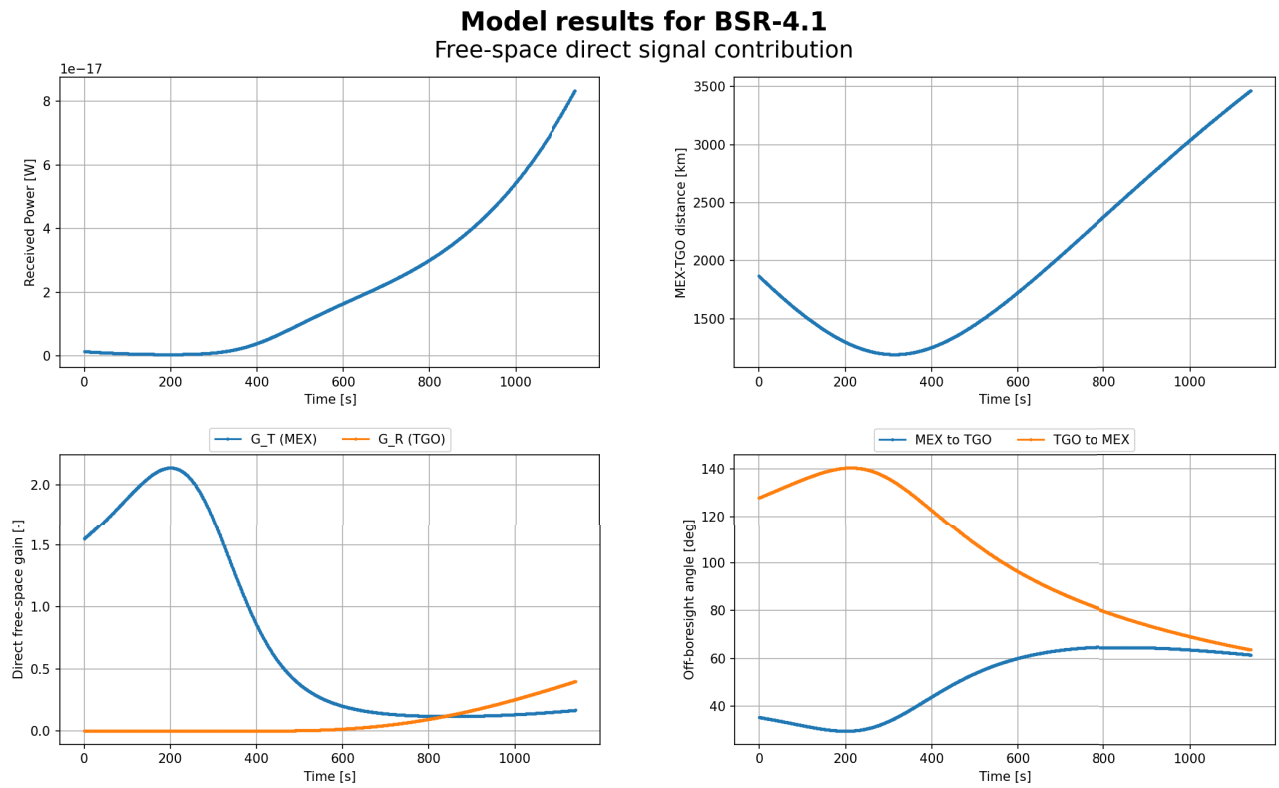 Model results for BSR-4.1
Free-space direct signal contribution
1e−17
8
6
4
2
0
Received Power [W]
0 200 400 600 800 1000
Time [s]
3500
3000
2500
2000
1500
MEX-TGO distance [km]
0 200 400 600 800 1000
Time [s]
G_T (MEX) G_R (TGO)
2.0
1.5
1.0
0.5
0.0
Direct free-space gain [-]
0 200 400 600 800 1000
Time [s]
MEX to TGO TGO to MEX
140
120
100
80
60
40
Off-boresight angle [deg]
0 200 400 600 800 1000
Time [s]